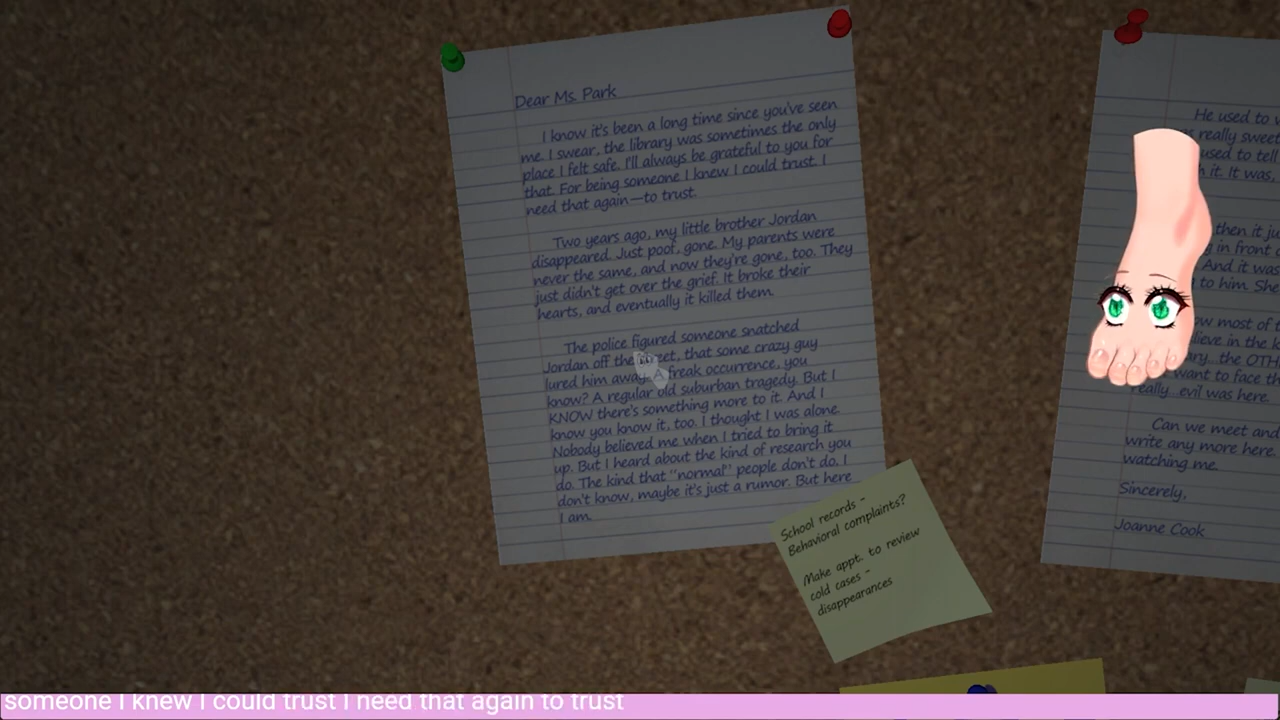 Dear Ms. Park
I know it's been a long time since you've seen
me. I swear, the library was sometimes the only
place I felt safe. I'll always be grateful to you for
that. For being someone I knew I could trust. I
need that again—to trust.
Two years ago, my little brother Jordan
disappeared. Just poof, gone. My parents were
never the same, and now they're gone, too. They
just didn't get over the grief. It broke their
hearts, and eventually it killed them.
The police figured someone snatched
Jordan off the street, that some crazy guy
lured him away. A freak occurrence, you
know? A regular old suburban tragedy. But I
KNOW there's something more to it. And I
know you know it, too. I thought I was alone.
Nobody believed me when I tried to bring it
up. But I heard about the kind of research you
do. The kind that "normal" people don't do. I
don't know, maybe it's just a rumor. But here
I am.
School records -
Behavioral complaints?
Make appt. to review
cold cases -
disappearances
He used to
really sweet
used to tell
it. It was,
then it
in front
And it was
to him. She
most of
the OTH
want to face th
really...evil was here.
Can we meet and
write any more here.
watching me.
Sincerely,
Joanne Cook
someone I knew I could trust I need that again to trust